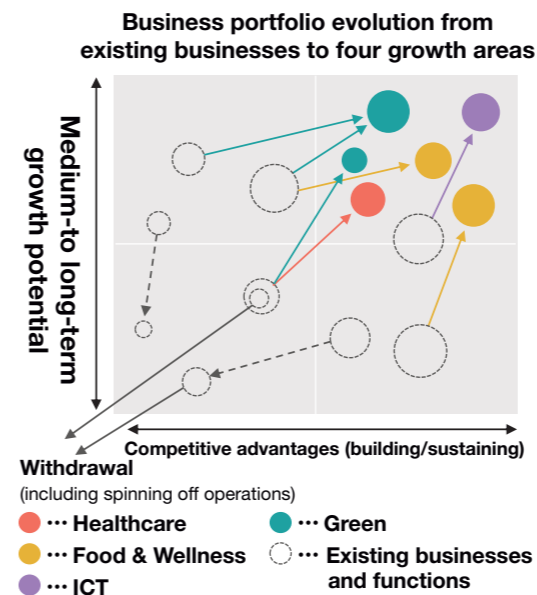 Business portfolio evolution from
existing businesses to four growth areas
Medium-to long-term
growth potential
Competitive advantages (building/sustaining)
Withdrawal
(including spinning off operations)
··· Healthcare
··· Green
··· Food & Wellness
··· Existing businesses
and functions
··· ICT